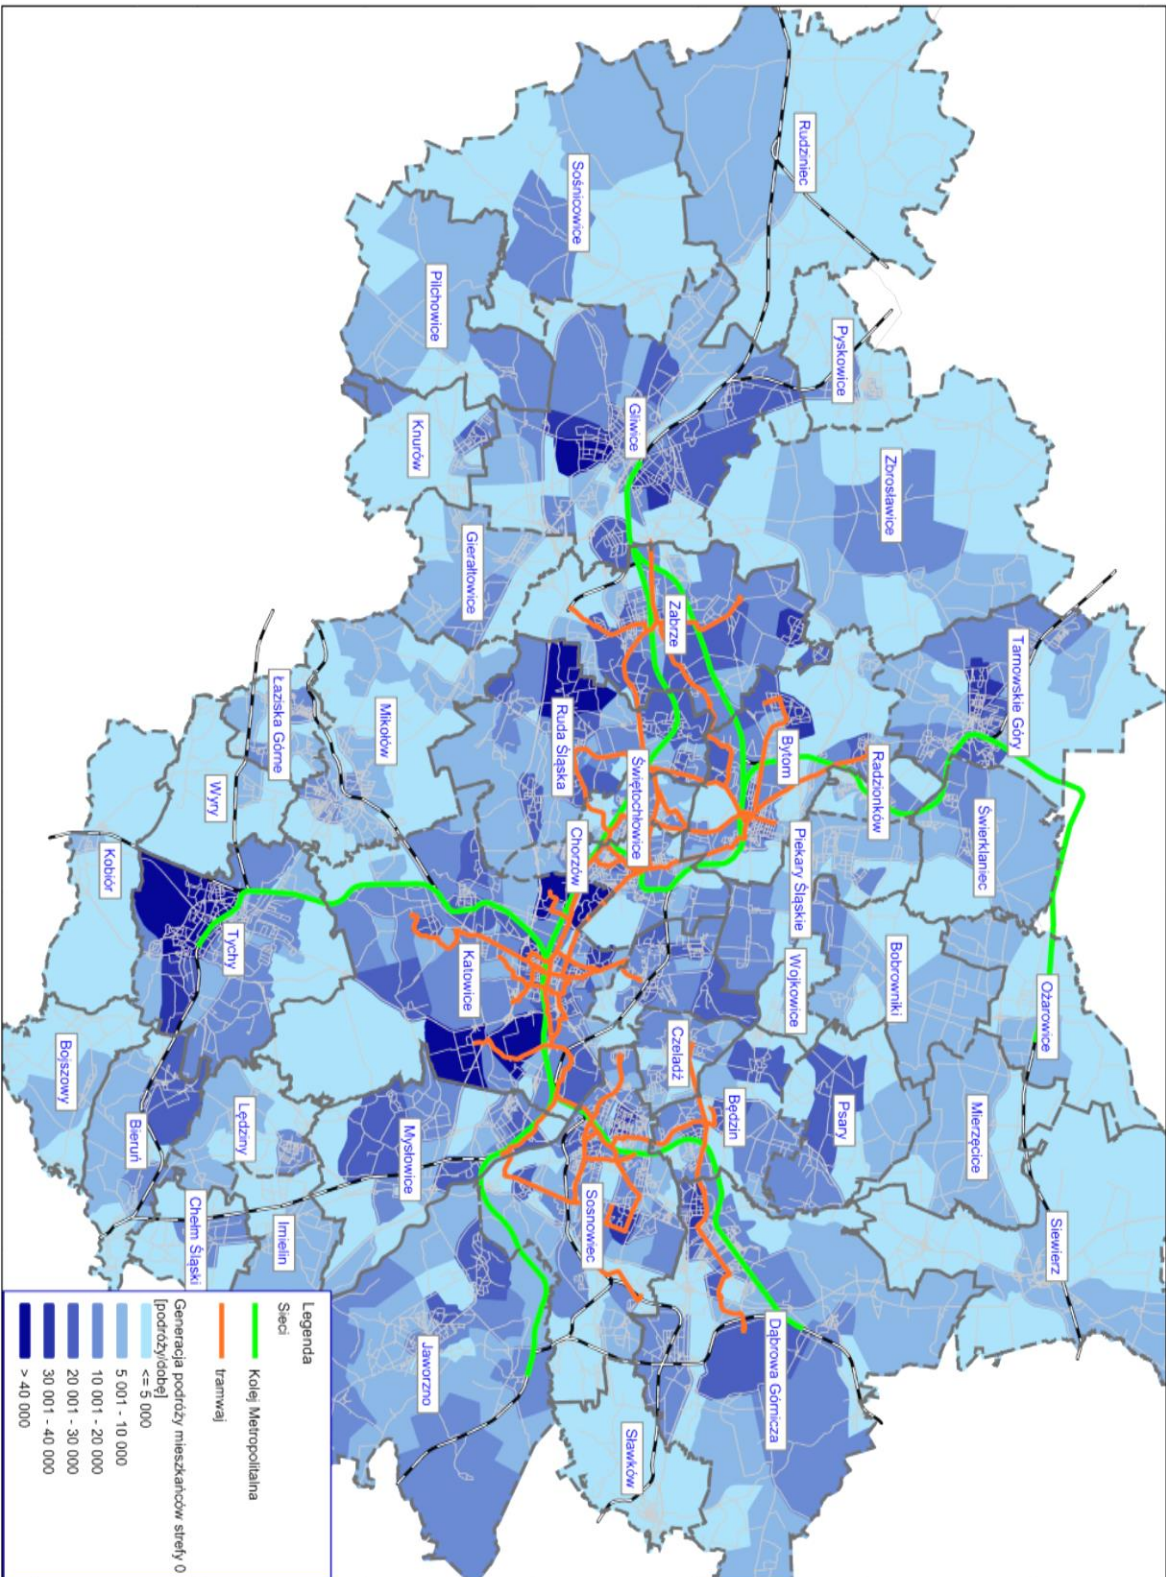 Siewierz
Ożarowice
Tarnowskie Góry
Świerklaniec
Mierzęcice
Bobrowniki
Zbrosławice
Radzionków
Psary
Pyskowice
Rudziniec
Piekary Śląskie
Wojkowice
Bytom
Dąbrowa Górnicza
Będzin
Czeladź
Zabrze
Gliwice
Świętochłowice
Sławków
Sosnowiec
Sośnicowice
Chorzów
Ruda Śląska
Gierałtowice
Katowice
Pilchowice
Jaworzno
Knurów
Mysłowice
Mikołów
Łaziska Górne
Imielin
Lędziny
Tychy
Wyry
Chełm Śląski
Bieruń
Kobiór
Bojszowy
Legenda
Sieci
Kolej Metropolitalna
tramwaj
Generacja podróży mieszkańców strefy 0
[podróży/dobę]
<= 5 000
5 001 - 10 000
10 001 - 20 000
20 001 - 30 000
30 001 - 40 000
> 40 000